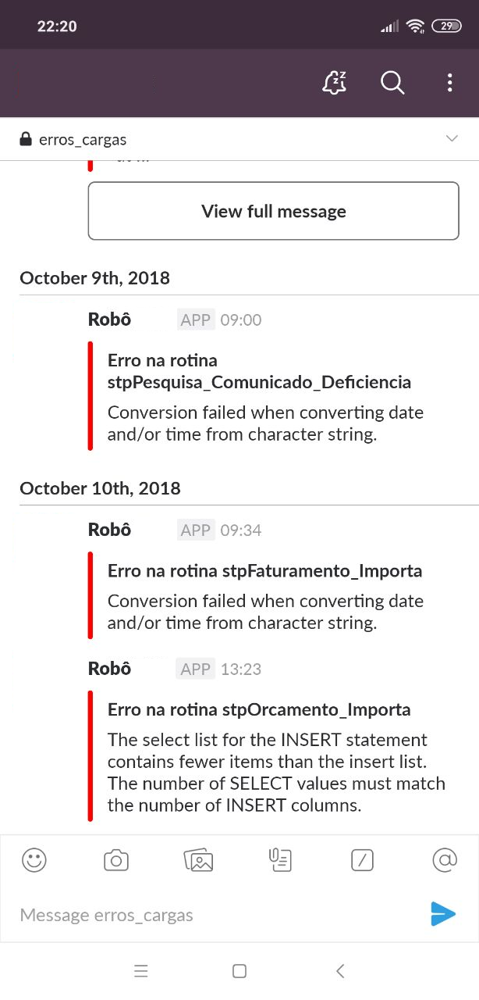 22:20
29
erros_cargas
View full message
October 9th, 2018
Robô APP 09:00
Erro na rotina
stpPesquisa_Comunicado_Deficiencia
Conversion failed when converting date
and/or time from character string.
October 10th, 2018
Robô APP 09:34
Erro na rotina stpFaturamento_Importa
Conversion failed when converting date
and/or time from character string.
Robô APP 13:23
Erro na rotina stpOrcamento_Importa
The select list for the INSERT statement
contains fewer items than the insert list.
The number of SELECT values must match
the number of INSERT columns.
Message erros_cargas